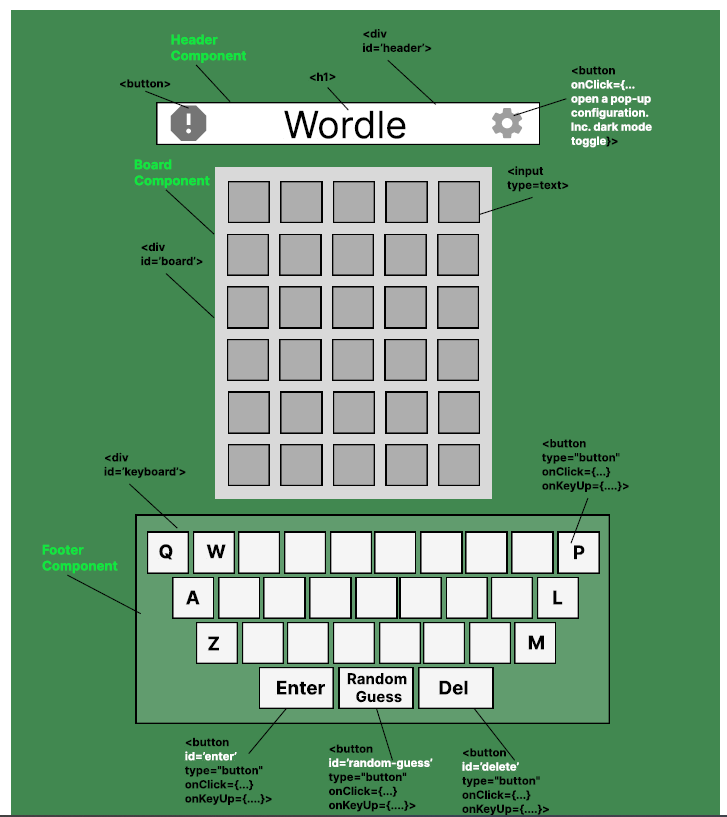 Header
Component
<div
id='header'>
<button>
<h1>
<button
onClick={...
open a pop-up
configuration.
Inc. dark mode
toggle}>
!
Wordle
Board
Component
<input
type=text>
<div
id='board'>
<div
id='keyboard'>
<button
type="button"
onClick={...}
onKeyUp={....}>
Footer
Component
Q W P
A L
Z M
Enter
Random
Guess
Del
<button
id='enter'
type="button"
onClick={...}
onKeyUp={....}>
<button
id='random-guess'
type="button"
onClick={...}
onKeyUp={....}>
<button
id='delete'
type="button"
onClick={...}
onKeyUp={....}>